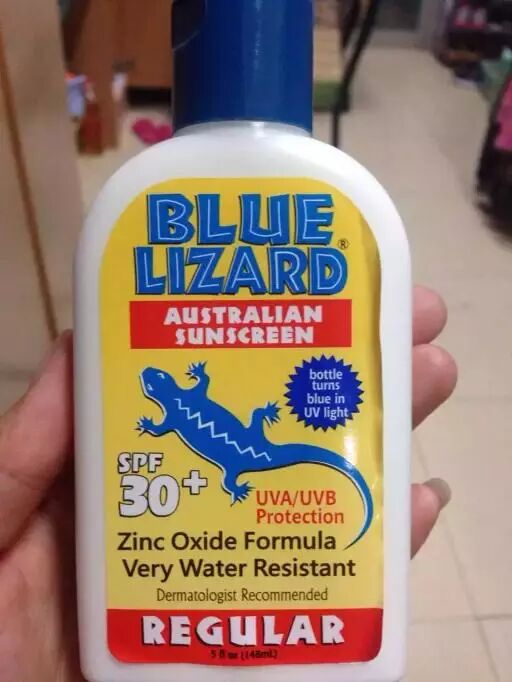 BLUE
LIZARD®
AUSTRALIAN
SUNSCREEN
bottle
turns
blue in
UV light
SPF
30+
UVA/UVB
Protection
Zinc Oxide Formula
Very Water Resistant
Dermatologist Recommended
REGULAR
5 fl oz (148mL)